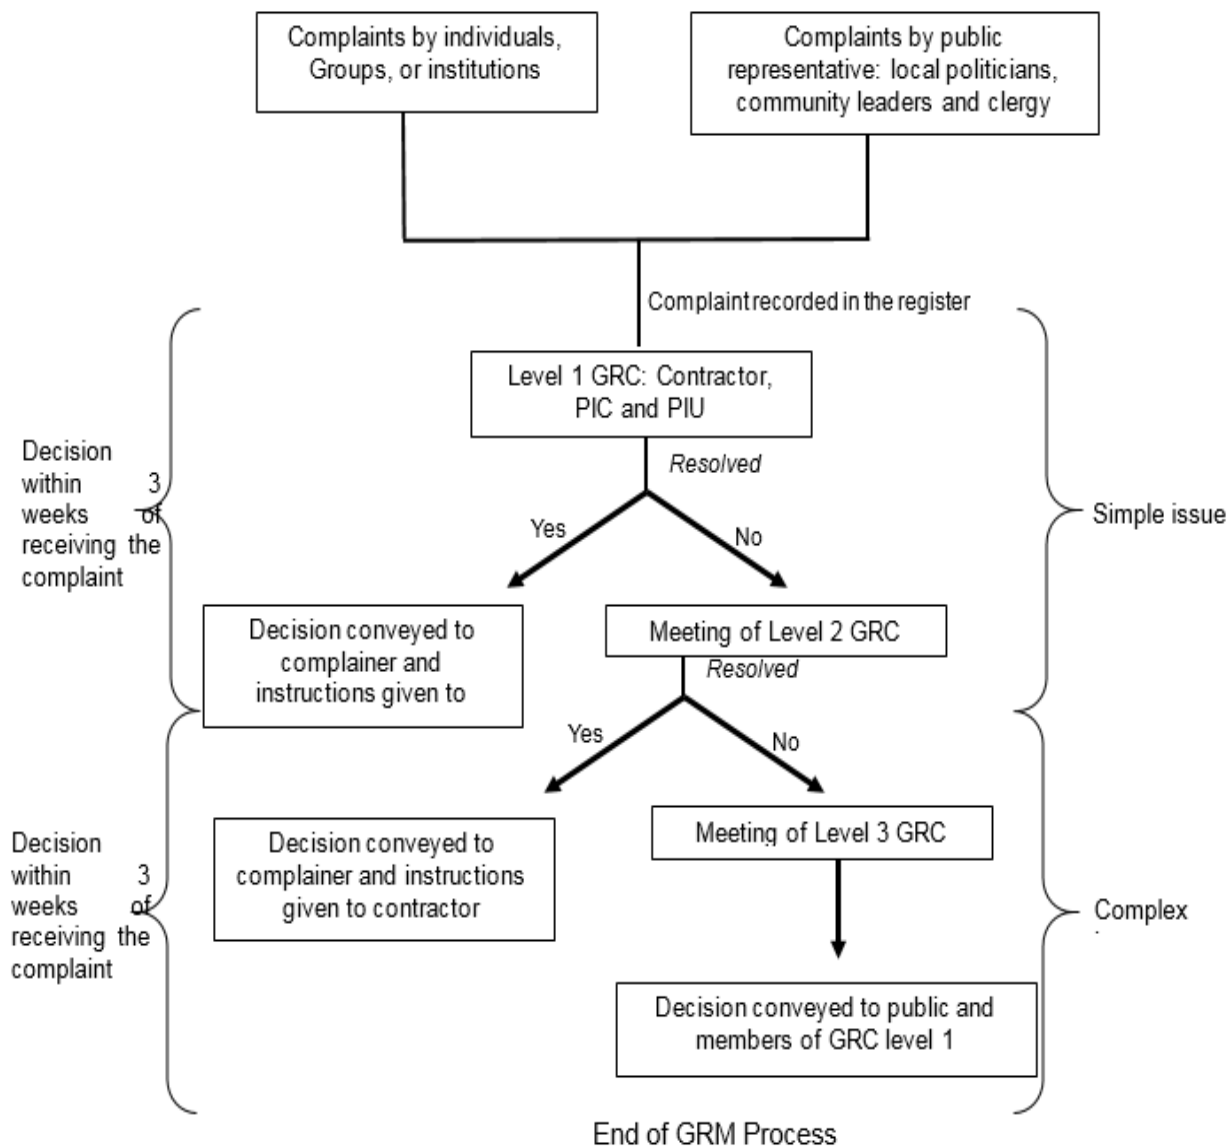 Complaints by individuals,
Groups, or institutions
Complaints by public
representative: local politicians,
community leaders and clergy
Complaint recorded in the register
Level 1 GRC: Contractor,
PIC and PIU
Resolved
Decision
within 3
weeks of
receiving the
complaint
Simple issue
Yes
No
Decision conveyed to
complainer and
instructions given to
Meeting of Level 2 GRC
Resolved
Yes
No
Decision
within 3
weeks of
receiving the
complaint
Decision conveyed to
complainer and instructions
given to contractor
Meeting of Level 3 GRC
Complex
Decision conveyed to public and
members of GRC level 1
End of GRM Process